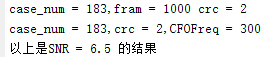 case_num = 183,fram = 1000 crc = 2
case_num = 183,crc = 2,CFOFreq = 300
以上是SNR = 6.5 的结果